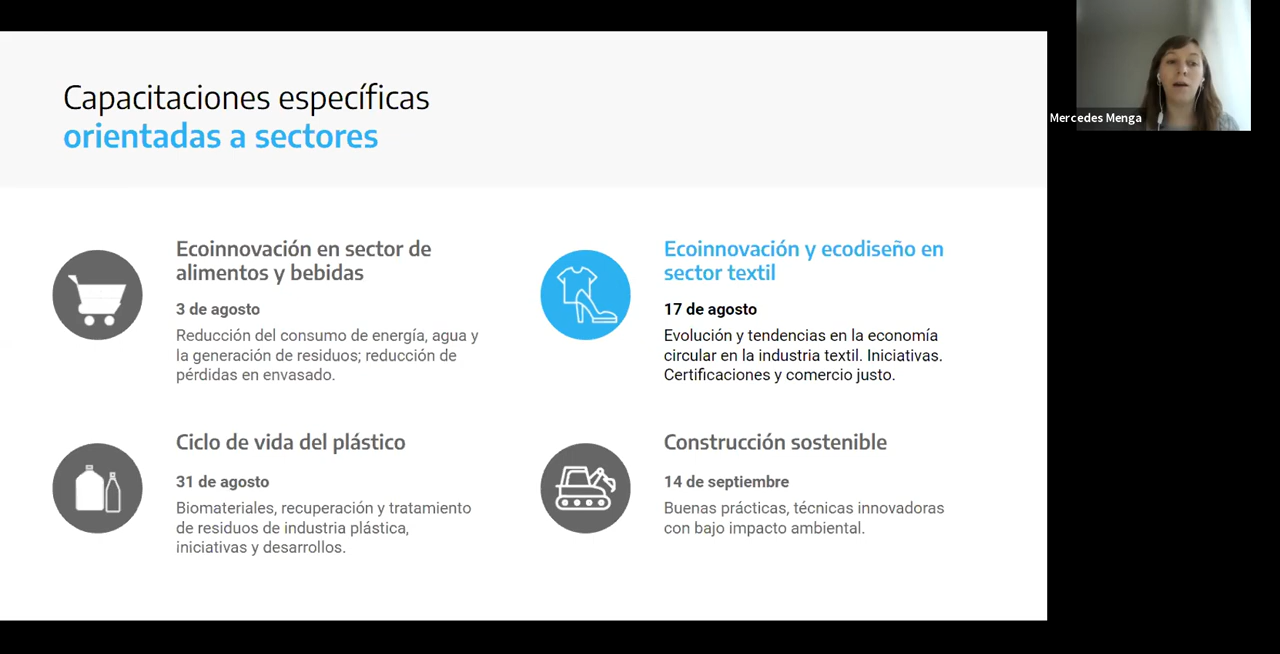 Capacitaciones específicas
orientadas a sectores
Mercedes Menga
Ecoinnovación en sector de
alimentos y bebidas
3 de agosto
Reducción del consumo de energía, agua y
la generación de residuos; reducción de
pérdidas en envasado.
Ecoinnovación y ecodiseño en
sector textil
17 de agosto
Evolución y tendencias en la economía
circular en la industria textil. Iniciativas.
Certificaciones y comercio justo.
Ciclo de vida del plástico
31 de agosto
Biomateriales, recuperación y tratamiento
de residuos de industria plástica,
iniciativas y desarrollos.
Construcción sostenible
14 de septiembre
Buenas prácticas, técnicas innovadoras
con bajo impacto ambiental.